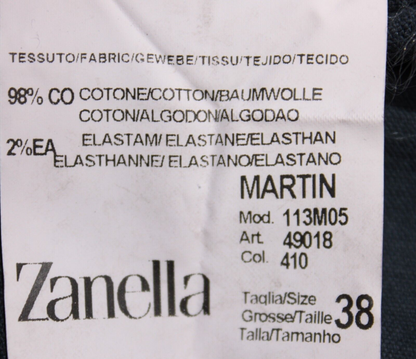 TESSUTO/FABRIC/GEWEBE/TISSU/TEJIDO/TECIDO
98% CO COTONE/COTTON/BAUMWOLLE
COTON/ALGODON/ALGODAO
2%EA ELASTAM/ELASTANE/ELASTHAN
ELASTHANNE/ELASTANO/ELASTANO
MARTIN
Mod. 113M05
Art. 49018
Col. 410
Zanella
Taglia/Size
Grosse/Taille 38
Talla/Tamanho